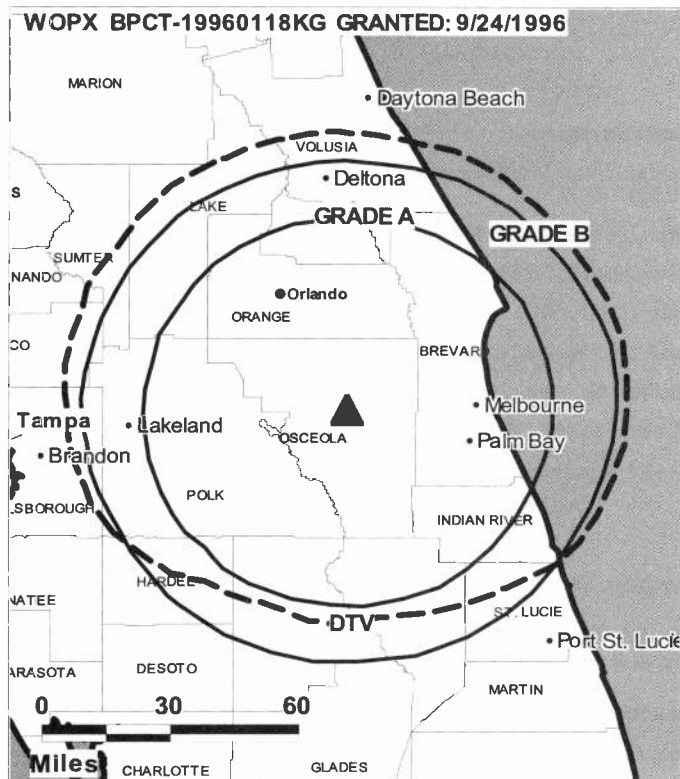 WOPX BPCT-19960118KG GRANTED: 9/24/1996
MARION
Daytona Beach
VOLUSIA
Deltona
S
LAKE
GRADE A
GRADE B
SUMTER
NANDO
Orlando
ORANGE
CO
BREVARD
Melbourne
Tampa
Lakeland
OSCEOLA
Palm Bay
Brandon
POLK
LSBOROUGH
INDIAN RIVER
HARDEE
NATEE
DTV
ST. LUCIE
Port St. Lucie
ARASOTA
DESOTO
MARTIN
0 30 60
Miles
CHARLOTTE
GLADES